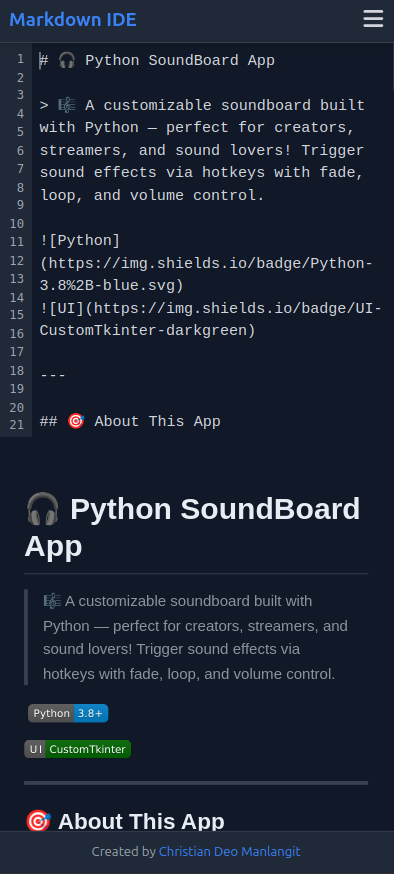 Markdown IDE
1
2
3
4
5
6
7
8
9
10
11
12
13
14
15
16
17
18
19
20
21
# 🎧 Python SoundBoard App
> 🎼 A customizable soundboard built
with Python — perfect for creators,
streamers, and sound lovers! Trigger
sound effects via hotkeys with fade,
loop, and volume control.
![Python]
(https://img.shields.io/badge/Python-
3.8%2B-blue.svg)
![UI](https://img.shields.io/badge/UI-
CustomTkinter-darkgreen)
---
## 🎯 About This App
🎧 Python SoundBoard
App
🎼 A customizable soundboard built with
Python — perfect for creators, streamers, and
sound lovers! Trigger sound effects via
hotkeys with fade, loop, and volume control.
Python 3.8+
UI CustomTkinter
🎯 About This App
Created by Christian Deo Manlangit